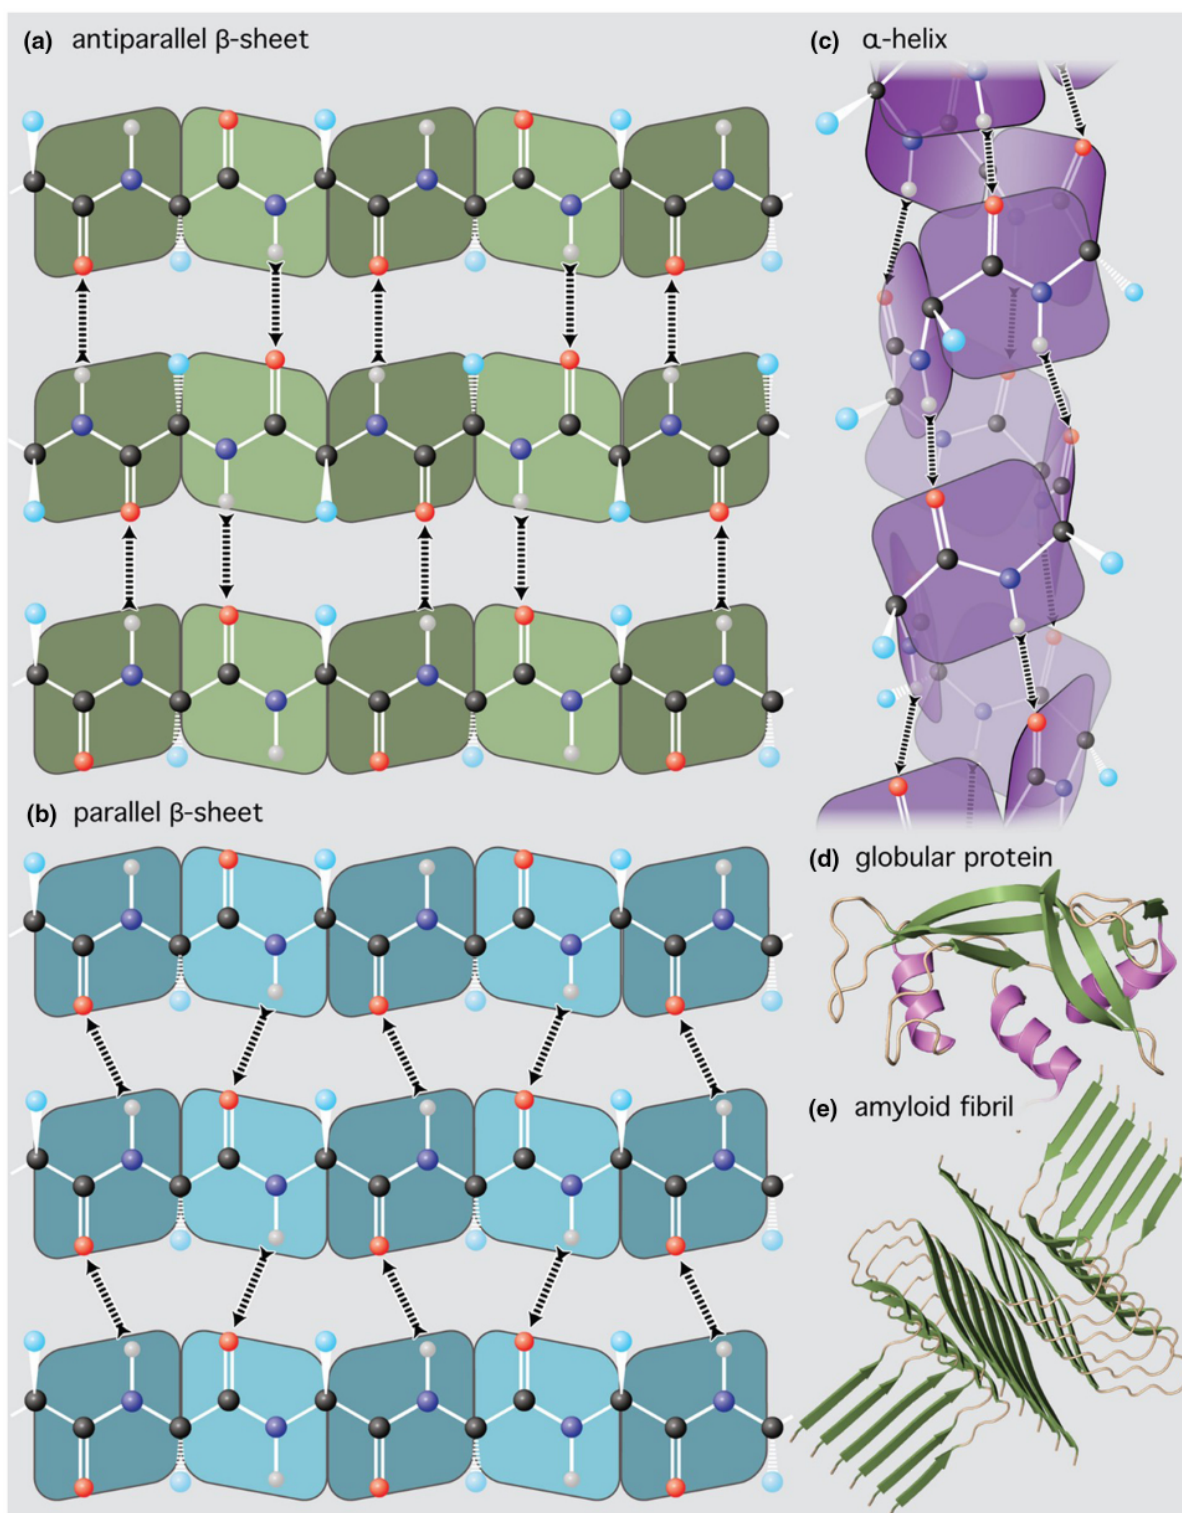 (a) antiparallel β-sheet
(c) α-helix
(b) parallel β-sheet
(d) globular protein
(e) amyloid fibril